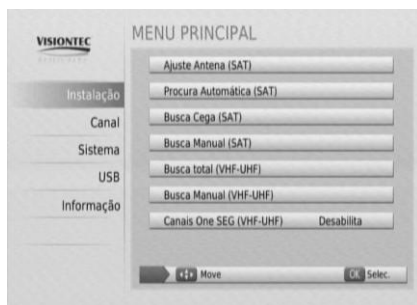 VISIONTEC
MENU PRINCIPAL
Instalação
Canal
Sistema
USB
Informação
Ajuste Antena (SAT)
Procura Automática (SAT)
Busca Cega (SAT)
Busca Manual (SAT)
Busca total (VHF-UHF)
Busca Manual (VHF-UHF)
Canais One SEG (VHF-UHF) Desabilita
Move
OK Selec.